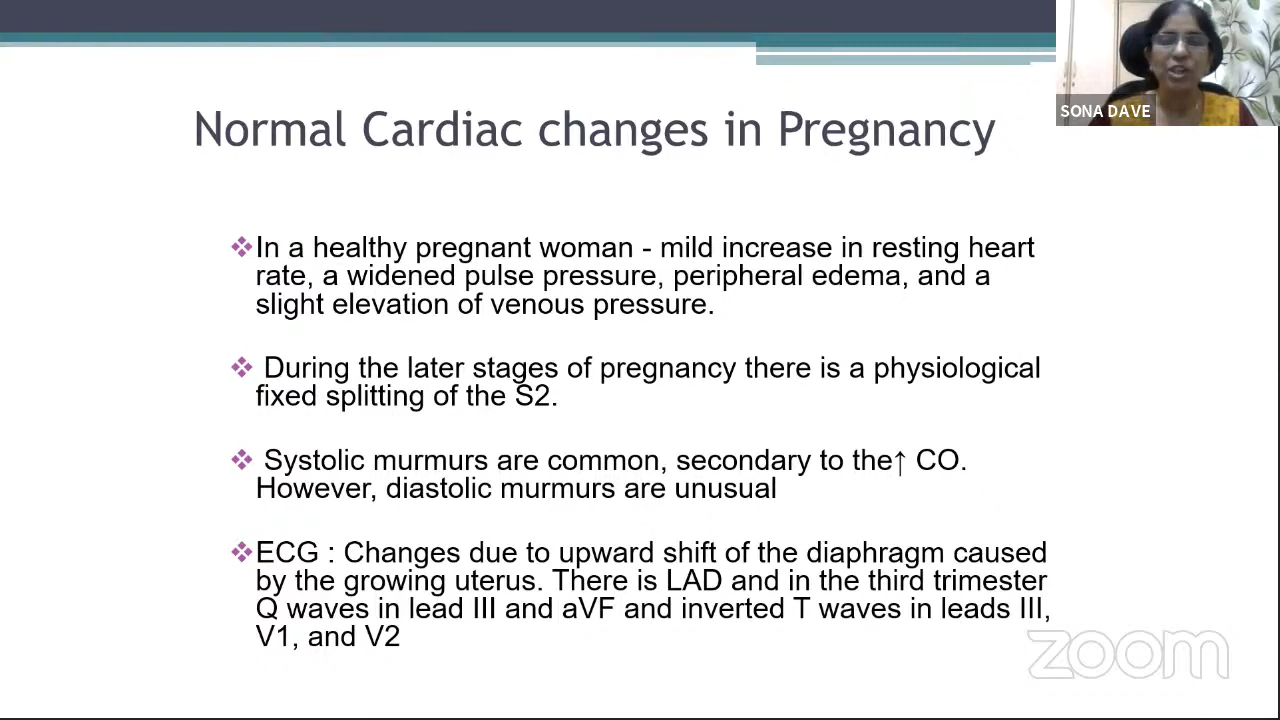 SONA DAVE
Normal Cardiac changes in Pregnancy
❖In a healthy pregnant woman - mild increase in resting heart
rate, a widened pulse pressure, peripheral edema, and a
slight elevation of venous pressure.
❖ During the later stages of pregnancy there is a physiological
fixed splitting of the S2.
❖ Systolic murmurs are common, secondary to the↑ CO.
However, diastolic murmurs are unusual
❖ECG : Changes due to upward shift of the diaphragm caused
by the growing uterus. There is LAD and in the third trimester
Q waves in lead III and aVF and inverted T waves in leads III,
V1, and V2
zoom